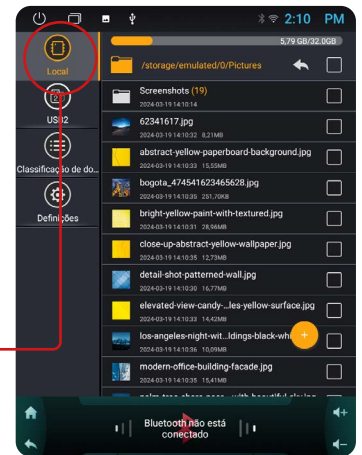 2:10 PM
5,79 GB/32.0GB
Local
/storage/emulated/0/Pictures
Screenshots (19)
2024-03-19 14:10:14
USB2
62341617.jpg
2024-03-19 14:10:32 8,21MB
abstract-yellow-paperboard-background.jpg
2024-03-19 14:10:33 15,55MB
Classificação de do...
bogota_474541623465628.jpg
2024-03-19 14:10:35 251,70KB
Definições
bright-yellow-paint-with-textured.jpg
2024-03-19 14:10:31 28,96MB
close-up-abstract-yellow-wallpaper.jpg
2024-03-19 14:10:35 12,73MB
detail-shot-patterned-wall.jpg
2024-03-19 14:10:30 16,77MB
elevated-view-candy-...les-yellow-surface.jpg
2024-03-19 14:10:33 14,42MB
los-angeles-night-wit...ldings-black-whi
2024-03-19 14:10:36 10,09MB
modern-office-building-facade.jpg
2024-03-19 14:10:35 15,41MB
Bluetooth não está
conectado